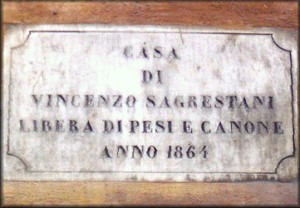 CASA
DI
VINCENZO SAGRESTANI
LIBERA DI PESI E CANONE
ANNO 1864